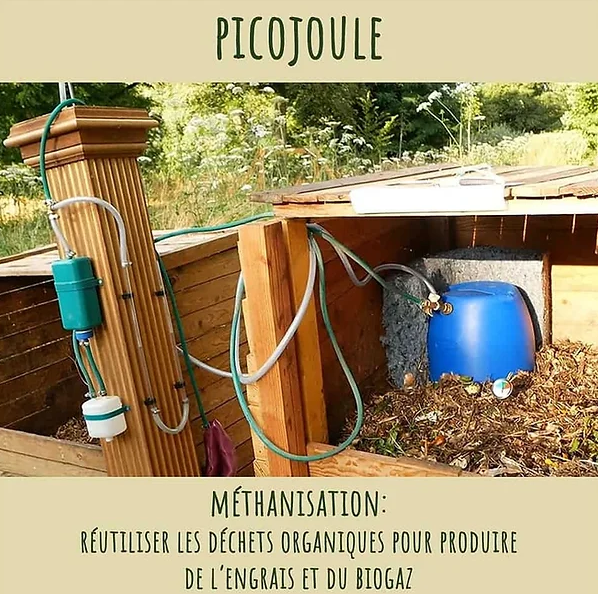 PICOJOULE
MÉTHANISATION:
RÉUTILISER LES DÉCHETS ORGANIQUES POUR PRODUIRE
DE L'ENGRAIS ET DU BIOGAZ